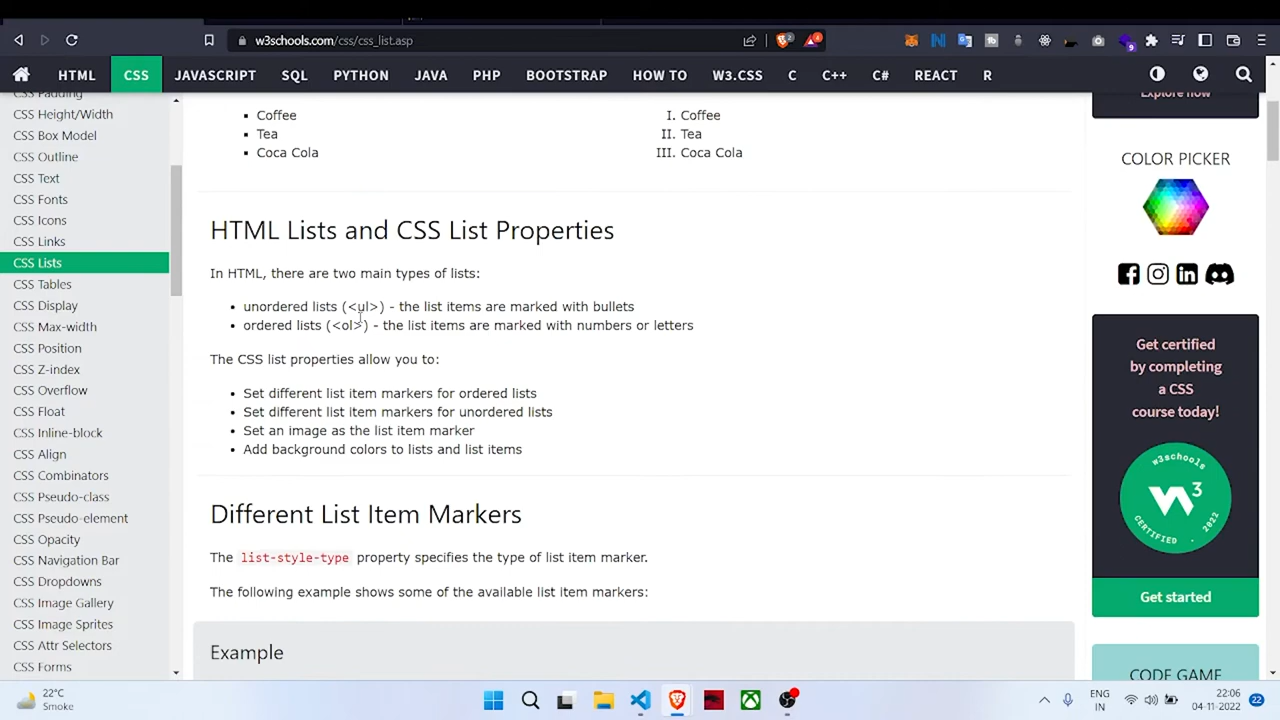 w3schools.com/css/css_list.asp
HTML CSS JAVASCRIPT SQL PYTHON JAVA PHP BOOTSTRAP HOW TO W3.CSS C C++ C# REACT R
CSS Padding
CSS Height/Width
CSS Box Model
CSS Outline
CSS Text
CSS Fonts
CSS Icons
CSS Links
CSS Lists
CSS Tables
CSS Display
CSS Max-width
CSS Position
CSS Z-index
CSS Overflow
CSS Float
CSS Inline-block
CSS Align
CSS Combinators
CSS Pseudo-class
CSS Pseudo-element
CSS Opacity
CSS Navigation Bar
CSS Dropdowns
CSS Image Gallery
CSS Image Sprites
CSS Attr Selectors
CSS Forms
Coffee
Tea
Coca Cola
I. Coffee
II. Tea
III. Coca Cola
HTML Lists and CSS List Properties
In HTML, there are two main types of lists:
unordered lists (<ul>) - the list items are marked with bullets
ordered lists (<ol>) - the list items are marked with numbers or letters
The CSS list properties allow you to:
Set different list item markers for ordered lists
Set different list item markers for unordered lists
Set an image as the list item marker
Add background colors to lists and list items
Different List Item Markers
The list-style-type property specifies the type of list item marker.
The following example shows some of the available list item markers:
Example
Explore now
COLOR PICKER
Get certified
by completing
a CSS
course today!
w3schools
W3
CERTIFIED . 2022
Get started
CODE GAME
22°C
Smoke
ENG
IN
22:06
04-11-2022
22